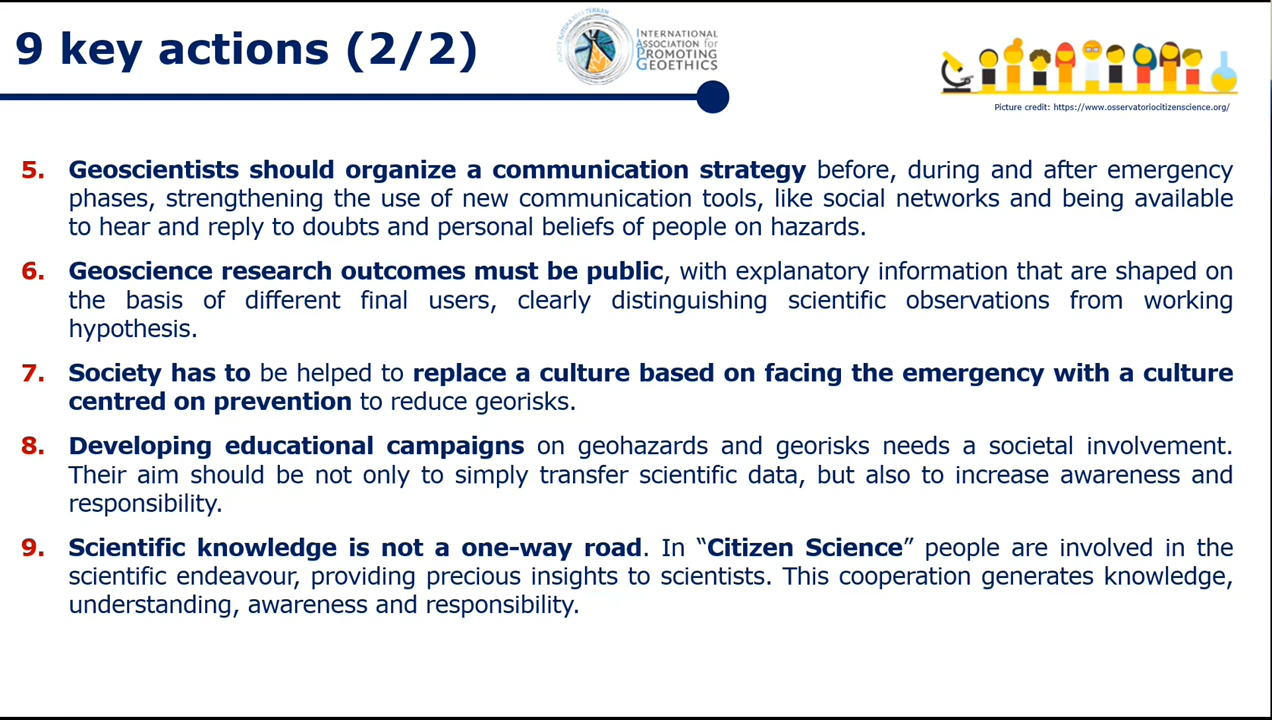 9 key actions (2/2)
INTERNATIONAL
ASSOCIATION for
PROMOTING
GEOETHICS
Picture credit: https://www.osservatoriocitizenscience.org/
5. Geoscientists should organize a communication strategy before, during and after emergency
phases, strengthening the use of new communication tools, like social networks and being available
to hear and reply to doubts and personal beliefs of people on hazards.
6. Geoscience research outcomes must be public, with explanatory information that are shaped on
the basis of different final users, clearly distinguishing scientific observations from working
hypothesis.
7. Society has to be helped to replace a culture based on facing the emergency with a culture
centred on prevention to reduce georisks.
8. Developing educational campaigns on geohazards and georisks needs a societal involvement.
Their aim should be not only to simply transfer scientific data, but also to increase awareness and
responsibility.
9. Scientific knowledge is not a one-way road. In “Citizen Science” people are involved in the
scientific endeavour, providing precious insights to scientists. This cooperation generates knowledge,
understanding, awareness and responsibility.